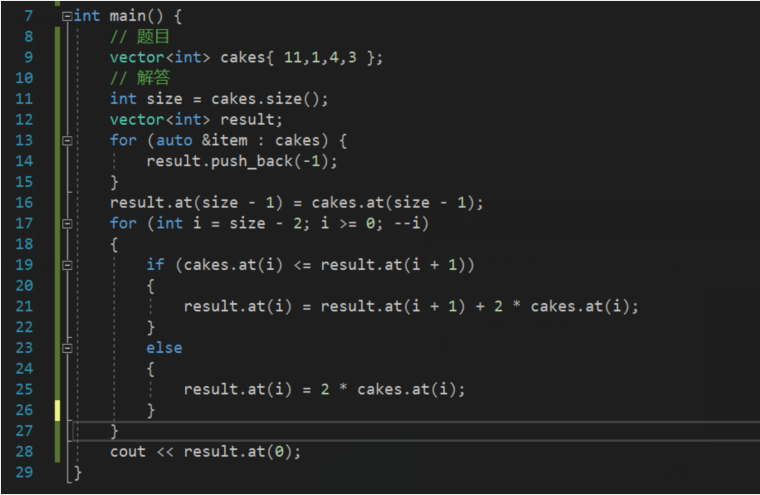 7 int main() {
8 // 题目
9 vector<int> cakes{ 11,1,4,3 };
10 // 解答
11 int size = cakes.size();
12 vector<int> result;
13 for (auto &item : cakes) {
14 result.push_back(-1);
15 }
16 result.at(size - 1) = cakes.at(size - 1);
17 for (int i = size - 2; i >= 0; --i)
18 {
19 if (cakes.at(i) <= result.at(i + 1))
20 {
21 result.at(i) = result.at(i + 1) + 2 * cakes.at(i);
22 }
23 else
24 {
25 result.at(i) = 2 * cakes.at(i);
26 }
27 }
28 cout << result.at(0);
29 }